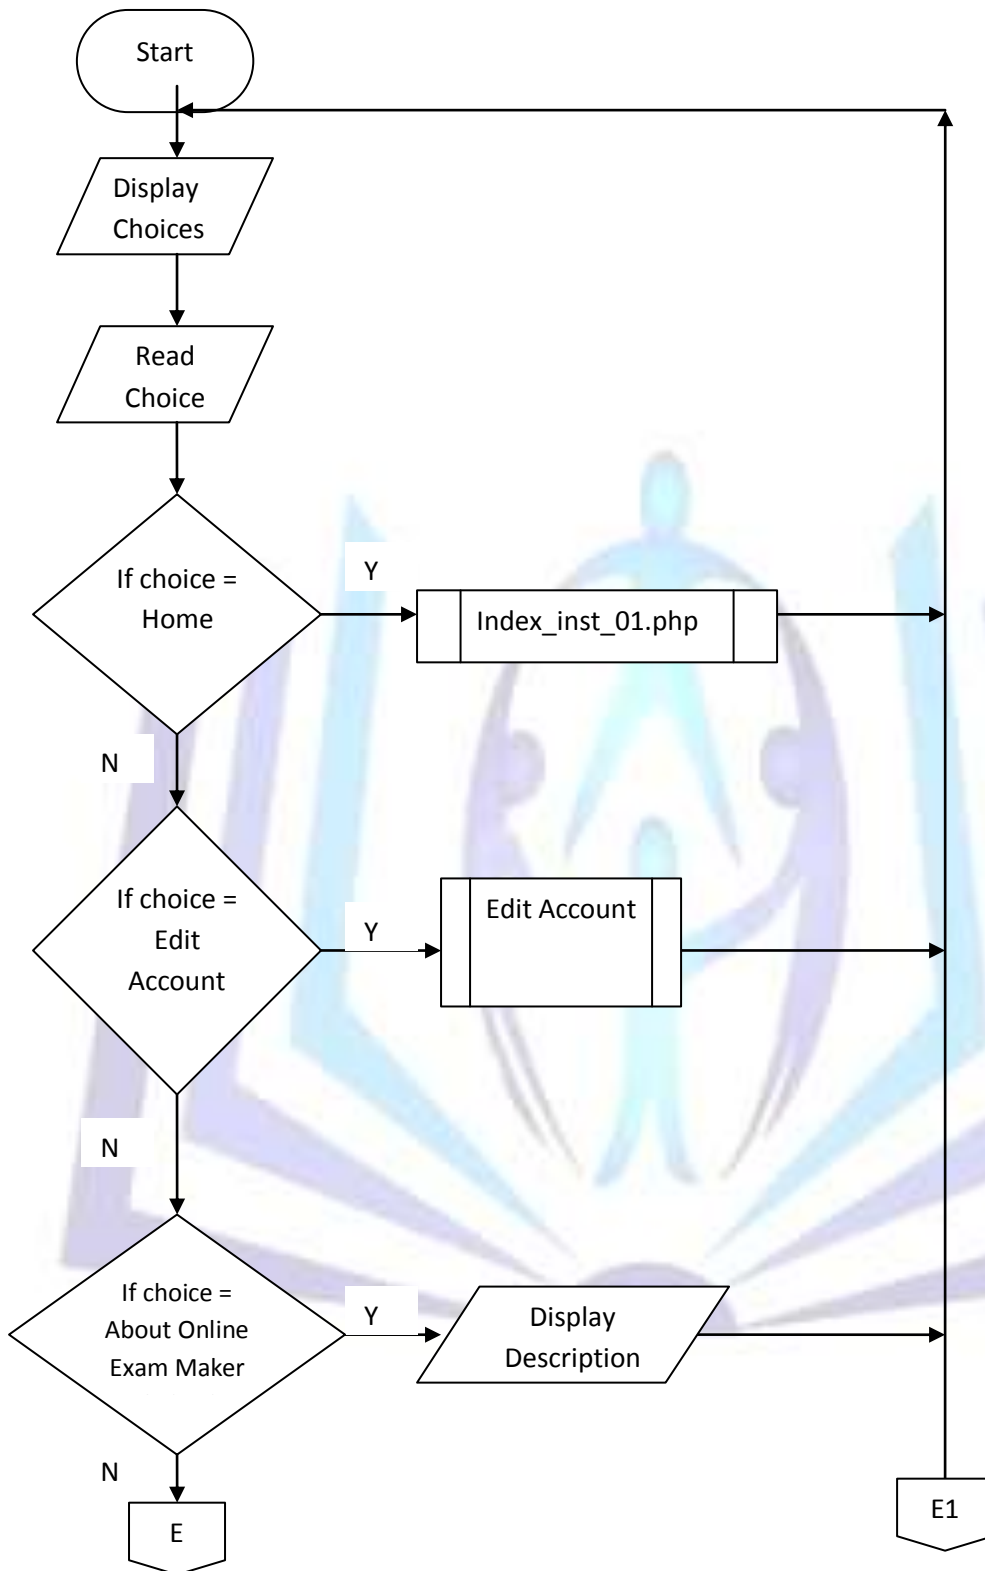 Start
Display
Choices
Read
Choice
If choice =
Home
Y
Index_inst_01.php
N
If choice =
Edit
Account
Y
Edit Account
N
If choice =
About Online
Exam Maker
Y
Display
Description
N
E
E1